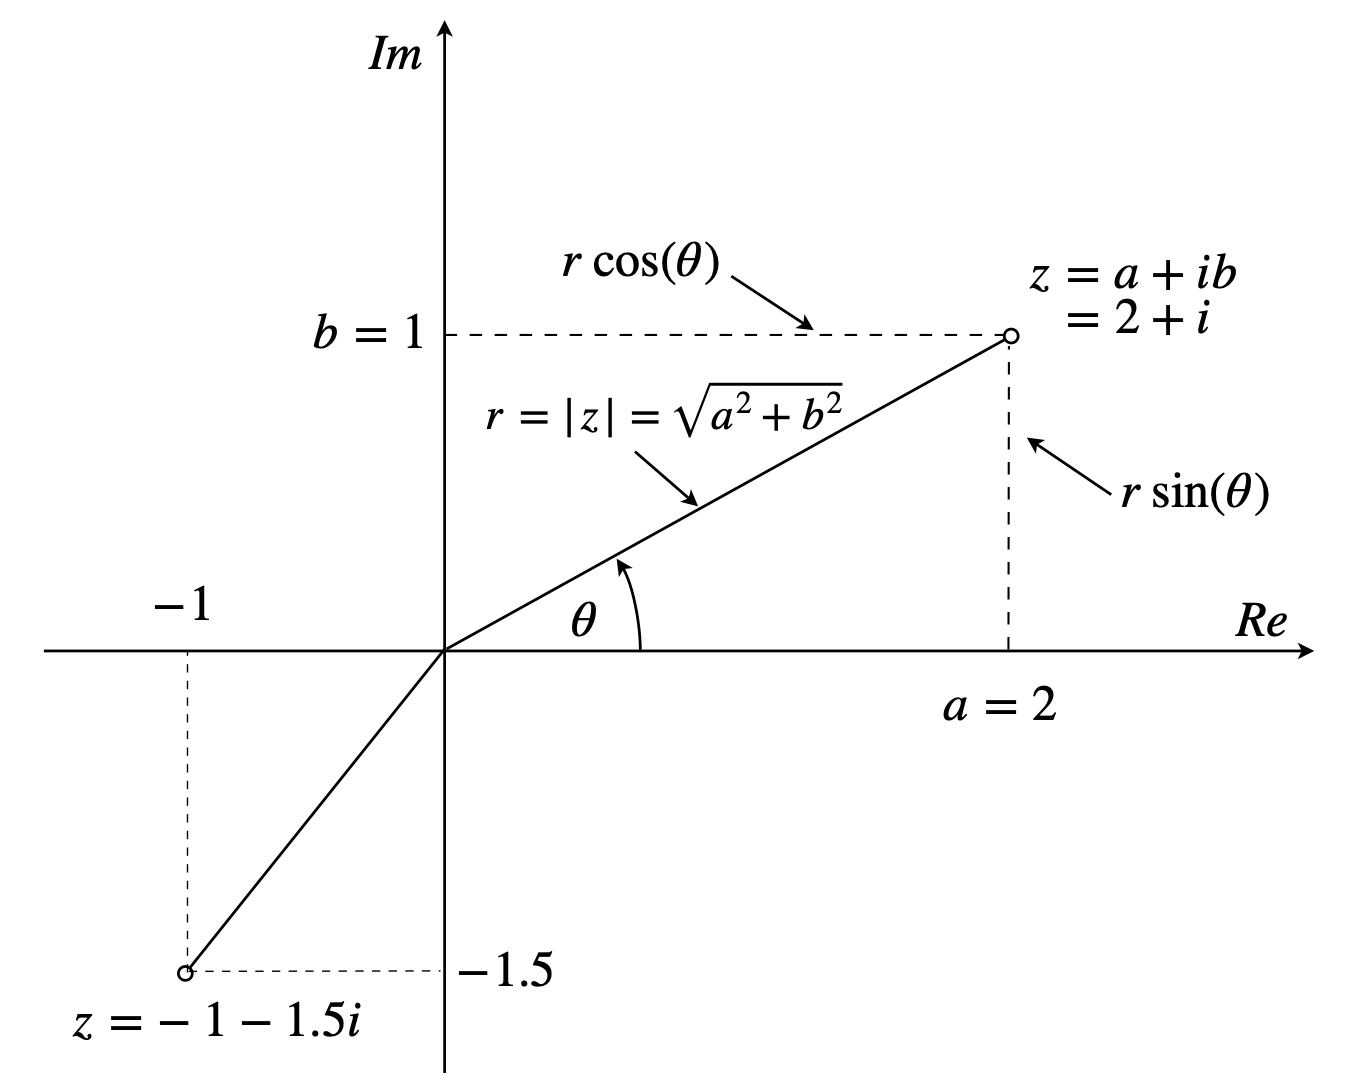 Im
r cos(θ)
z = a + ib
= 2 + i
b = 1
r = |z| = √(a² + b²)
r sin(θ)
−1
θ
Re
a = 2
−1.5
z = − 1 − 1.5i